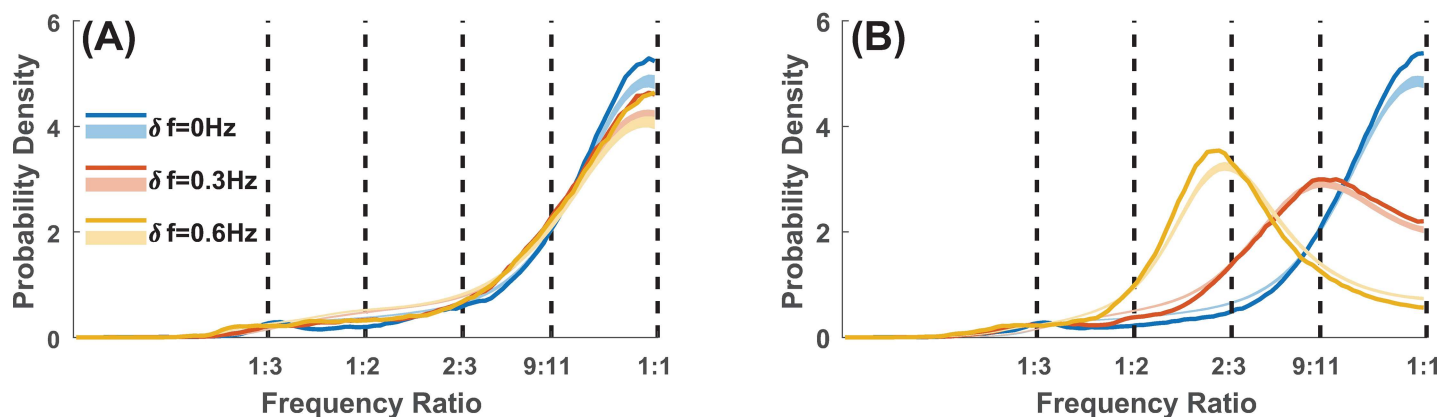 (A)
Probability Density
6
4
2
0
δ f=0Hz
δ f=0.3Hz
δ f=0.6Hz
1:3 1:2 2:3 9:11 1:1
Frequency Ratio
(B)
Probability Density
6
4
2
0
1:3 1:2 2:3 9:11 1:1
Frequency Ratio